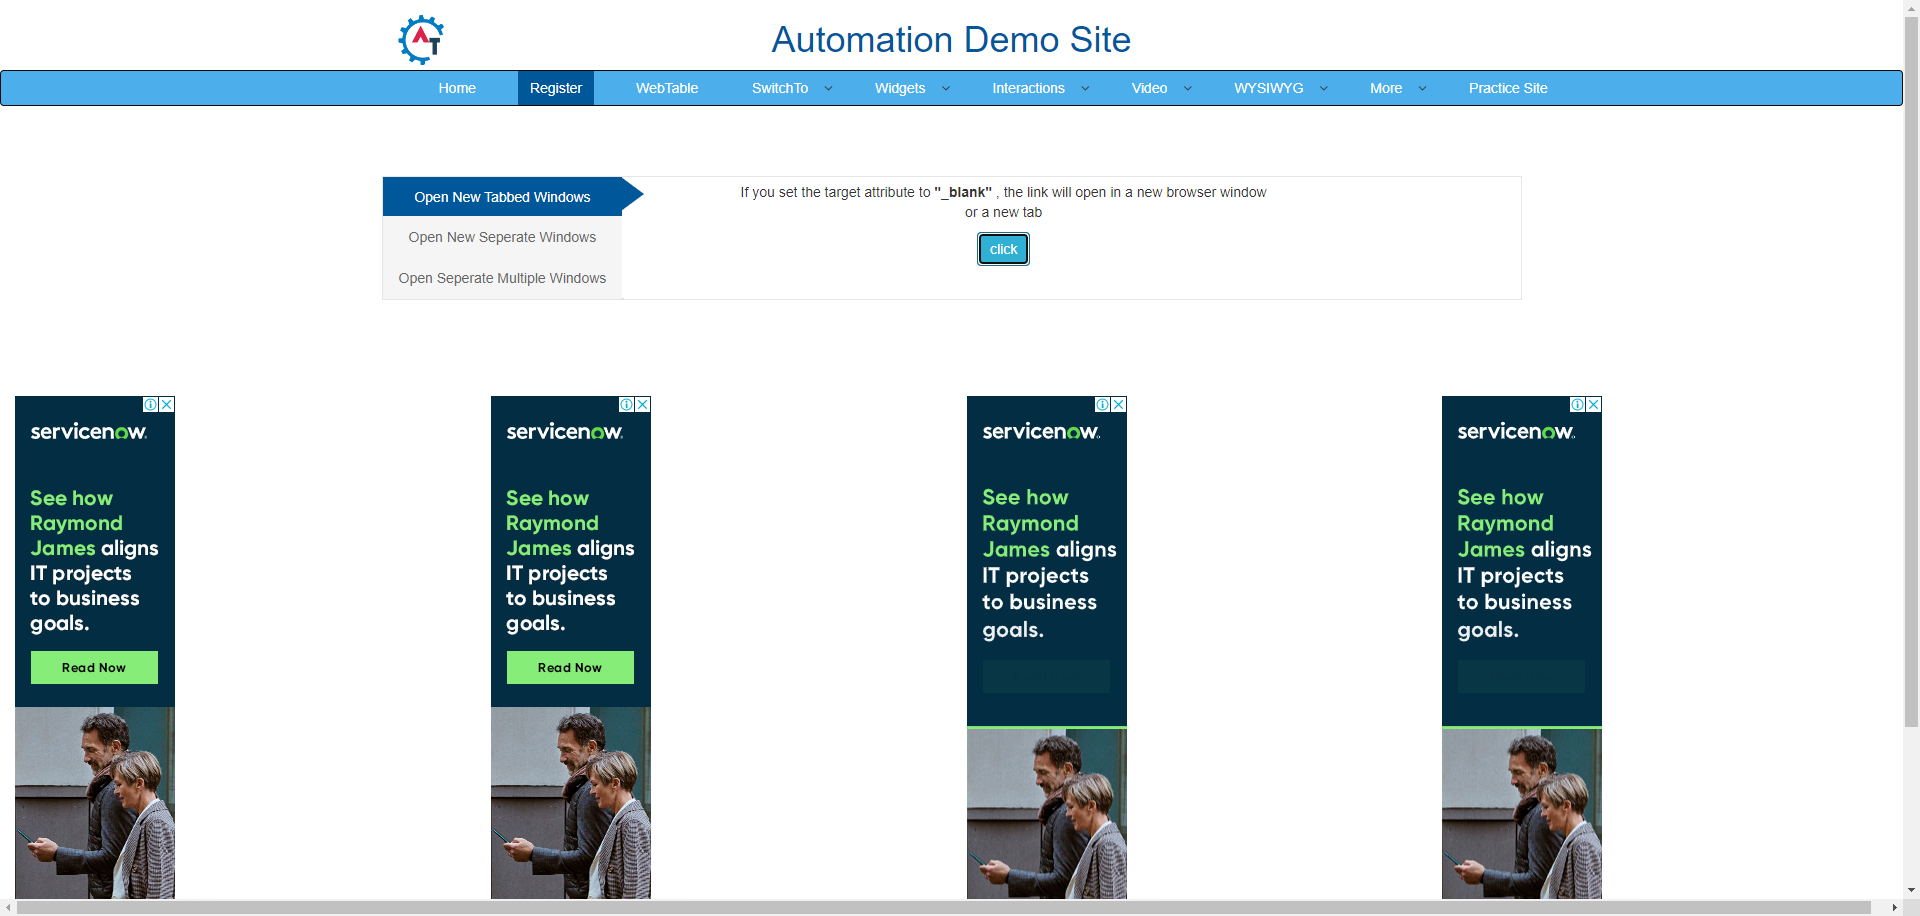 AT
Automation Demo Site
Home Register WebTable SwitchTo Widgets Interactions Video WYSIWYG More Practice Site
Open New Tabbed Windows
Open New Seperate Windows
Open Seperate Multiple Windows
If you set the target attribute to "_blank" , the link will open in a new browser window
or a new tab
click
servicenow.
See how
Raymond
James aligns
IT projects
to business
goals.
Read Now
servicenow.
See how
Raymond
James aligns
IT projects
to business
goals.
Read Now
servicenow.
See how
Raymond
James aligns
IT projects
to business
goals.
servicenow.
See how
Raymond
James aligns
IT projects
to business
goals.